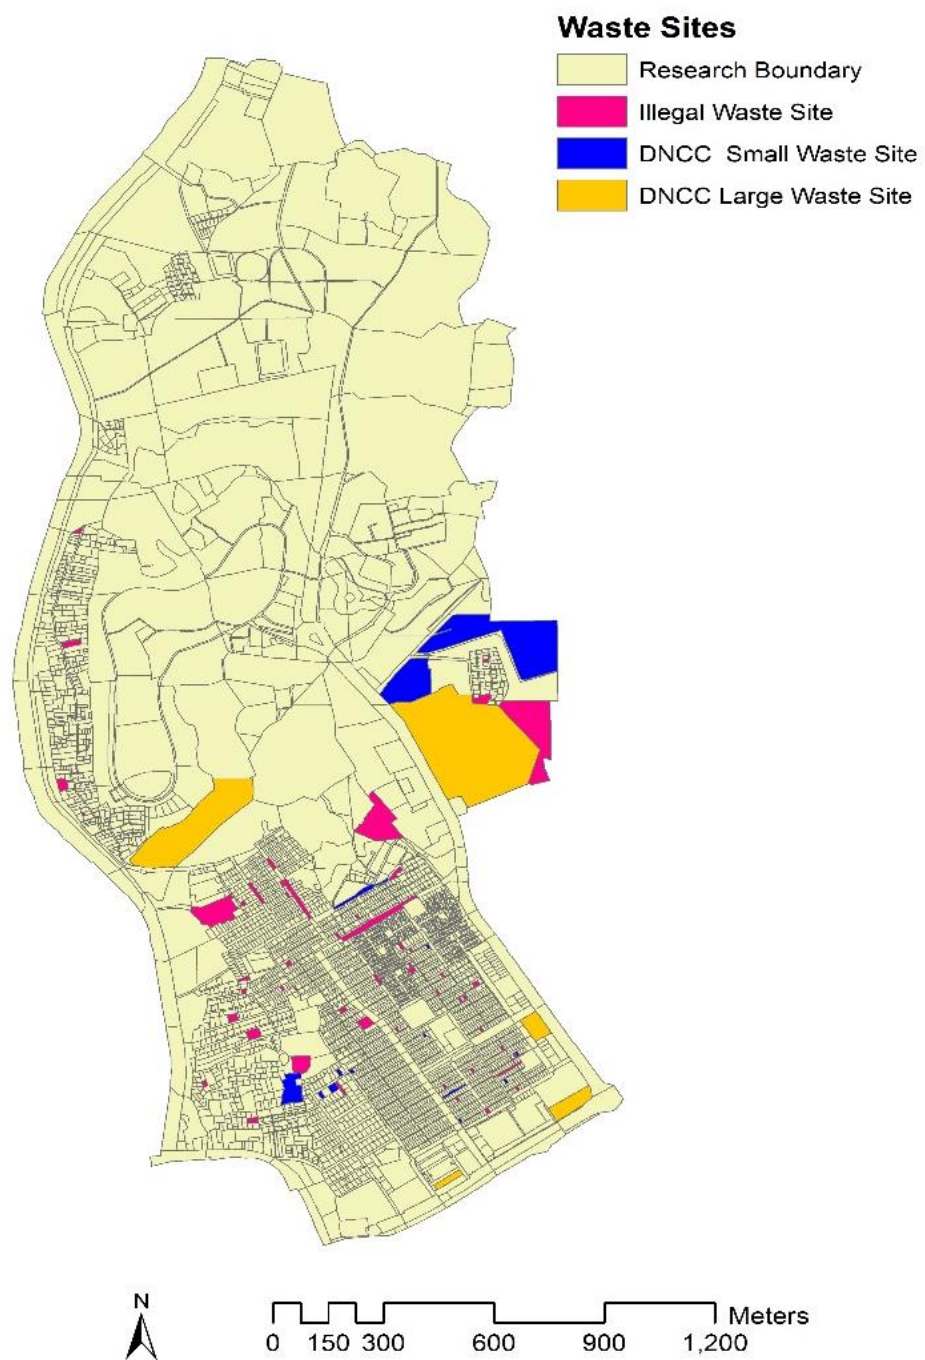 Waste Sites
Research Boundary
Illegal Waste Site
DNCC Small Waste Site
DNCC Large Waste Site
N
Meters
0 150 300 600 900 1,200